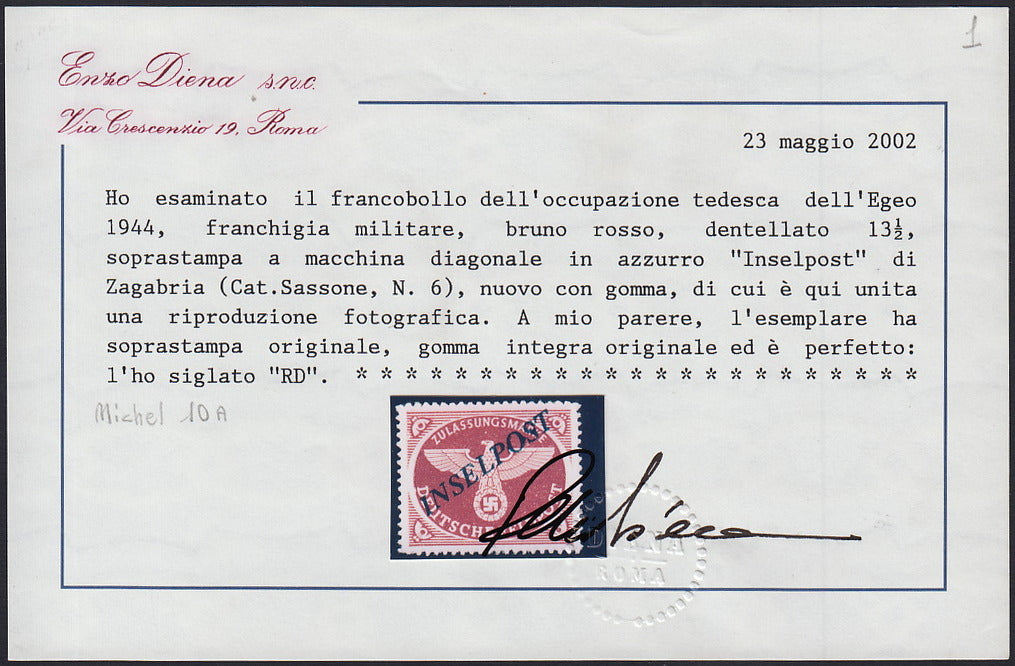 1
Enzo Diena s.n.c.
Via Crescenzio 19, Roma
23 maggio 2002
Ho esaminato il francobollo dell'occupazione tedesca dell'Egeo
1944, franchigia militare, bruno rosso, dentellato 13½,
soprastampa a macchina diagonale in azzurro "Inselpost" di
Zagabria (Cat.Sassone, N. 6), nuovo con gomma, di cui è qui unita
una riproduzione fotografica. A mio parere, l'esemplare ha
soprastampa originale, gomma integra originale ed è perfetto:
l'ho siglato "RD". * * * * * * * * * * * * * * * * * * * * * * *
Michel 10A
ZULASSUNGSMARKE
INSELPOST
DEUTSCHE FELDPOST
DIENA
ROMA